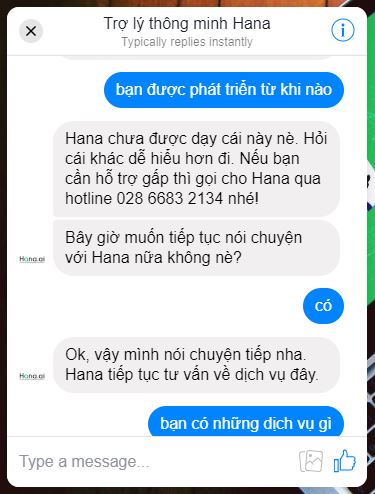 Trợ lý thông minh Hana
Typically replies instantly
bạn được phát triển từ khi nào
Hana chưa được dạy cái này nè. Hỏi
cái khác dễ hiểu hơn đi. Nếu bạn
cần hỗ trợ gấp thì gọi cho Hana qua
hotline 028 6683 2134 nhé!
Bây giờ muốn tiếp tục nói chuyện
với Hana nữa không nè?
Hana.ai
có
Ok, vậy mình nói chuyện tiếp nha.
Hana tiếp tục tư vấn về dịch vụ đây.
Hana.ai
bạn có những dịch vụ gì
Type a message...